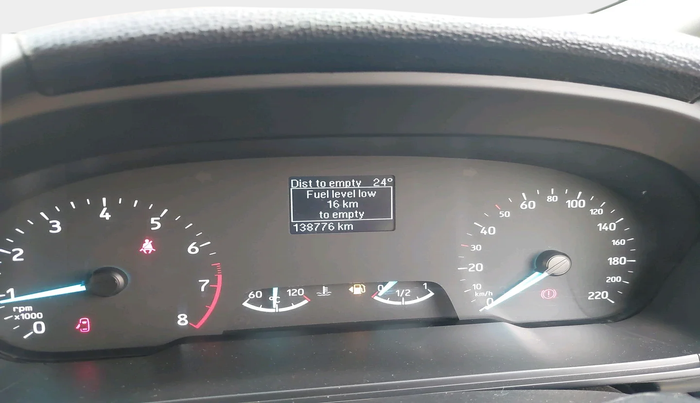 Dist to empty 24°
Fuel level low
16 km
to empty
138776 km
0 1 2 3 4 5 6 7 8
rpm
x1000
60 °C 120
0 1/2 1
0 10 20 30 40 50 60 80 100 120 140 160 180 200 220
km/h